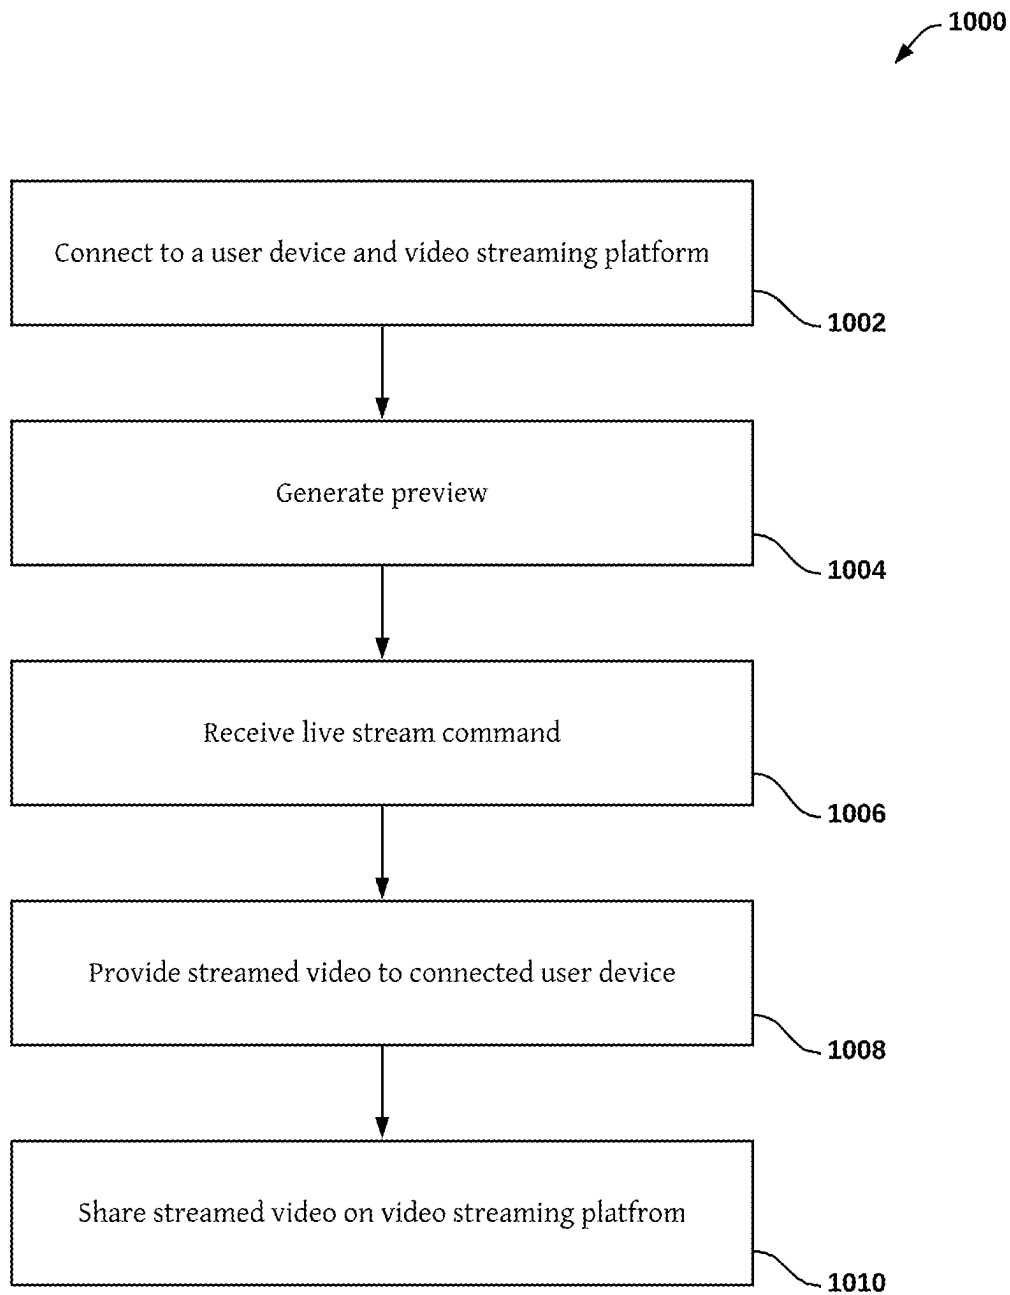 1000
Connect to a user device and video streaming platform
1002
Generate preview
1004
Receive live stream command
1006
Provide streamed video to connected user device
1008
Share streamed video on video streaming platfrom
1010